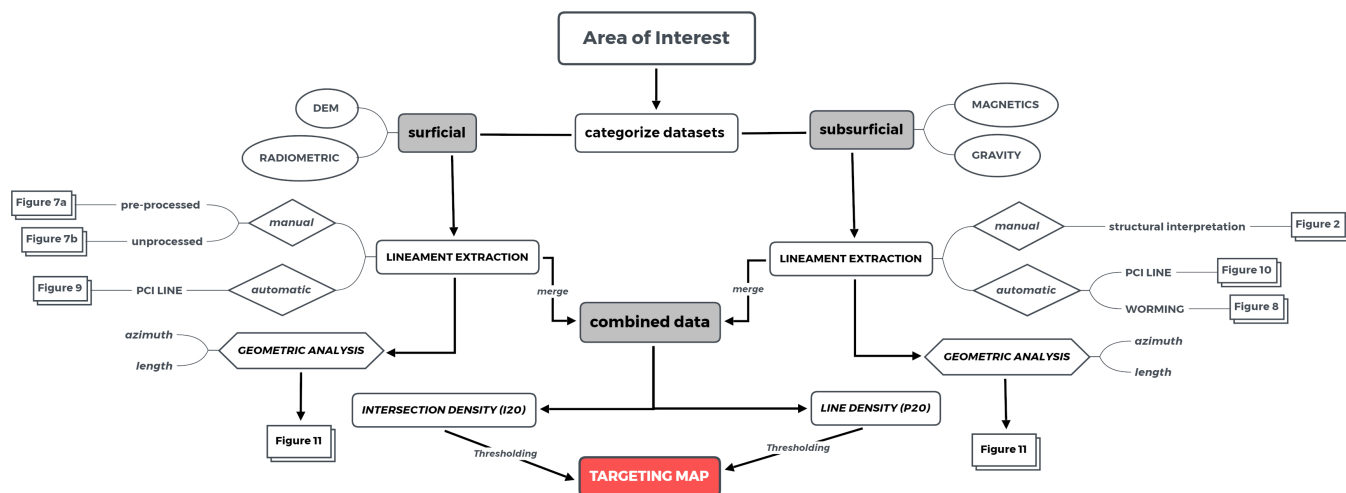 Area of Interest
DEM
RADIOMETRIC
surficial
categorize datasets
subsurficial
MAGNETICS
GRAVITY
Figure 7a
pre-processed
Figure 7b
unprocessed
manual
Figure 9
PCI LINE
automatic
LINEAMENT EXTRACTION
merge
LINEAMENT EXTRACTION
merge
manual
structural interpretation
Figure 2
automatic
PCI LINE
Figure 10
WORMING
Figure 8
combined data
azimuth
length
GEOMETRIC ANALYSIS
GEOMETRIC ANALYSIS
azimuth
length
INTERSECTION DENSITY (I20)
LINE DENSITY (P20)
Figure 11
Figure 11
Thresholding
Thresholding
TARGETING MAP